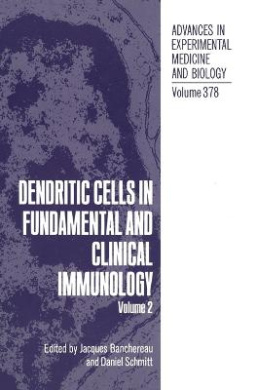 ADVANCES IN
EXPERIMENTAL
MEDICINE
AND BIOLOGY
Volume 378
DENDRITIC CELLS IN
FUNDAMENTAL AND
CLINICAL
IMMUNOLOGY
Volume 2
Edited by Jacques Banchereau
and Daniel Schmitt